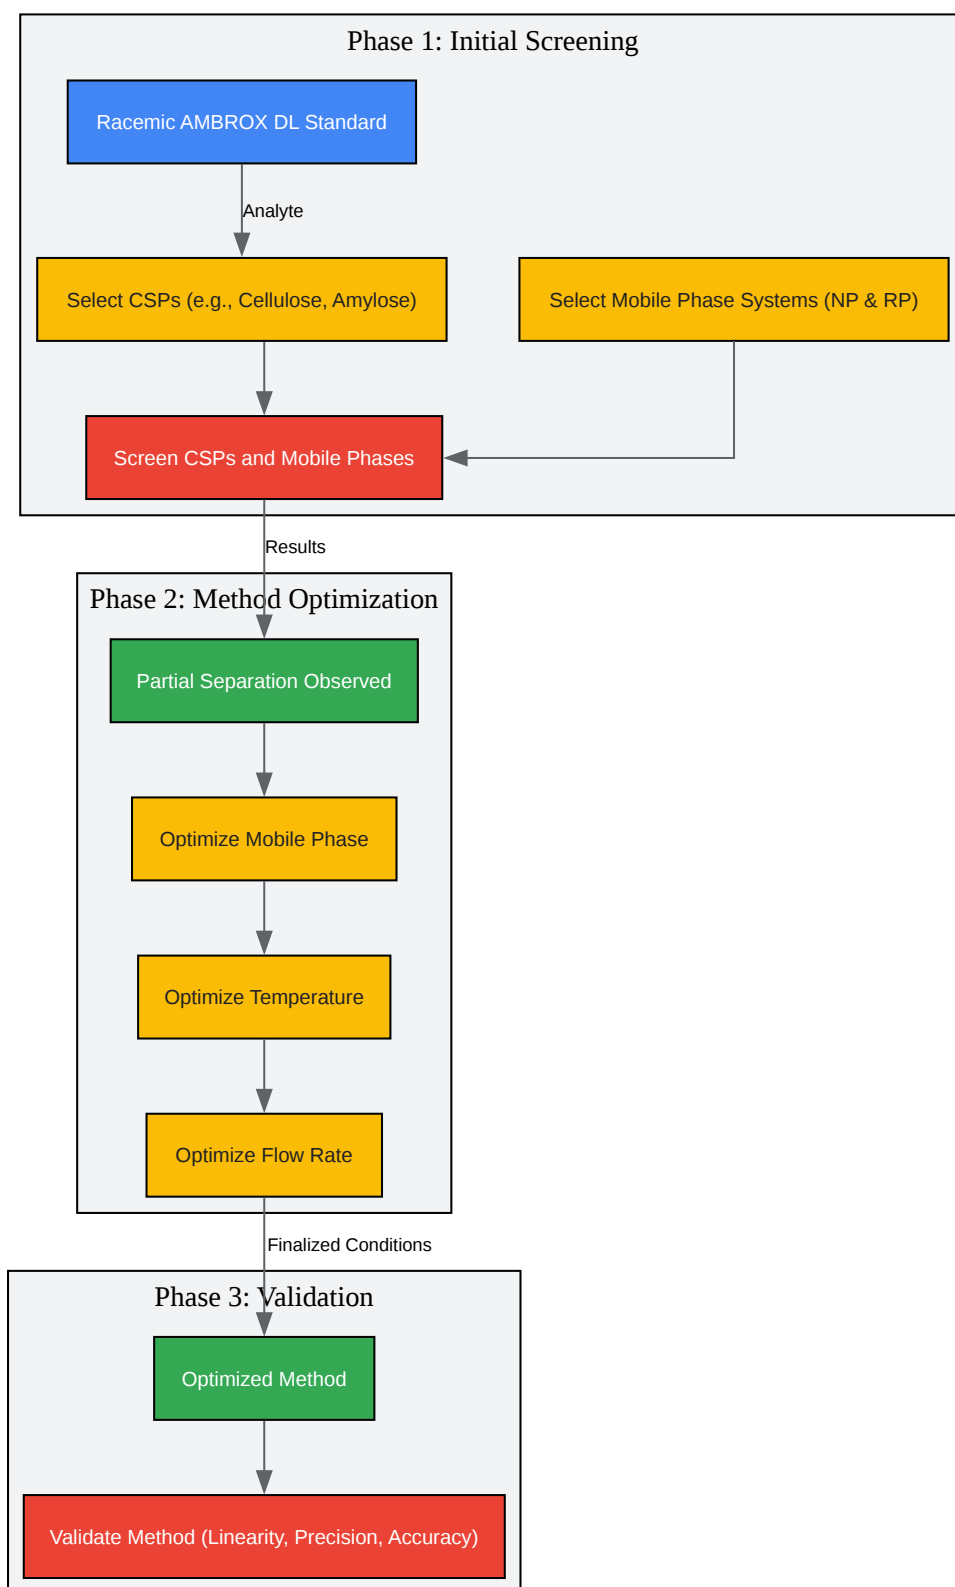 Phase 1: Initial Screening
Racemic AMBROX DL Standard
Analyte
Select CSPs (e.g., Cellulose, Amylose)
Select Mobile Phase Systems (NP & RP)
Screen CSPs and Mobile Phases
Results
Phase 2: Method Optimization
Partial Separation Observed
Optimize Mobile Phase
Optimize Temperature
Optimize Flow Rate
Finalized Conditions
Phase 3: Validation
Optimized Method
Validate Method (Linearity, Precision, Accuracy)